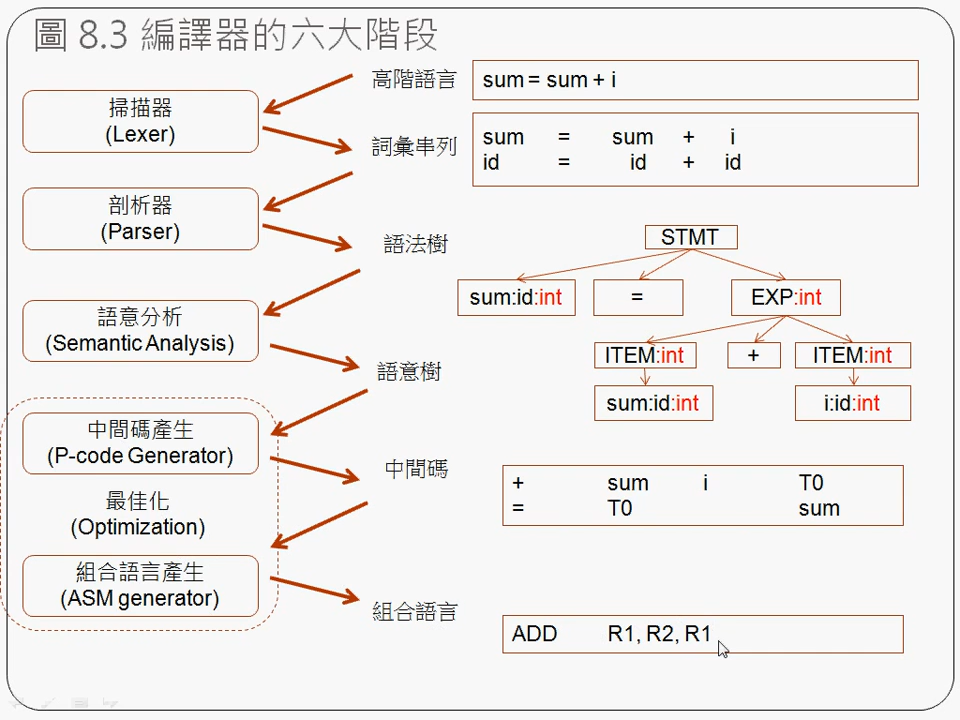 圖 8.3 編譯器的六大階段
高階語言
sum = sum + i
掃描器
(Lexer)
詞彙串列
sum = sum + i
id = id + id
剖析器
(Parser)
語法樹
STMT
sum:id:int
=
EXP:int
ITEM:int
+
ITEM:int
sum:id:int
i:id:int
語意分析
(Semantic Analysis)
語意樹
中間碼產生
(P-code Generator)
中間碼
+ sum i T0
= T0 sum
最佳化
(Optimization)
組合語言產生
(ASM generator)
組合語言
ADD R1, R2, R1